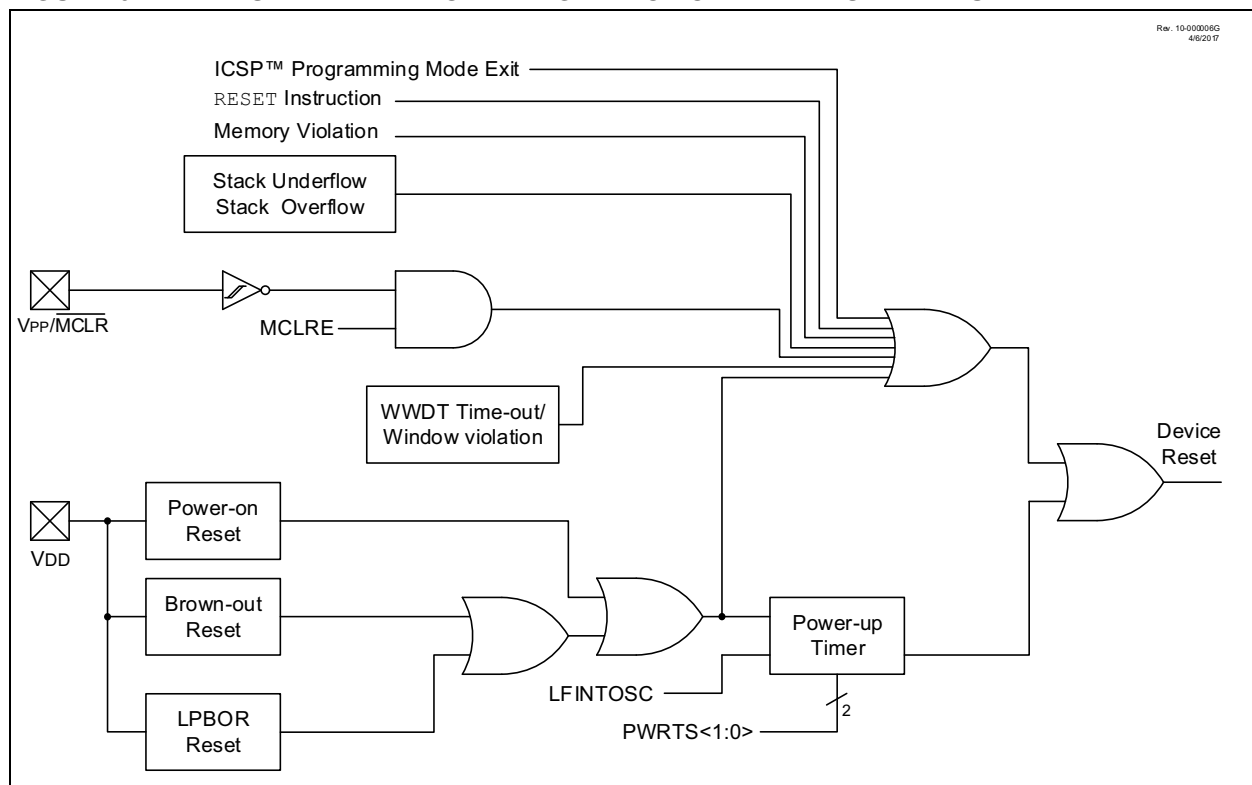 Rev. 10-000006G
4/6/2017
ICSP™ Programming Mode Exit
RESET Instruction
Memory Violation
Stack Underflow
Stack Overflow
VPP/MCLR
MCLRE
WWDT Time-out/
Window violation
Device
Reset
Power-on
Reset
VDD
Brown-out
Reset
Power-up
Timer
LFINTOSC
LPBOR
Reset
2
PWRTS<1:0>